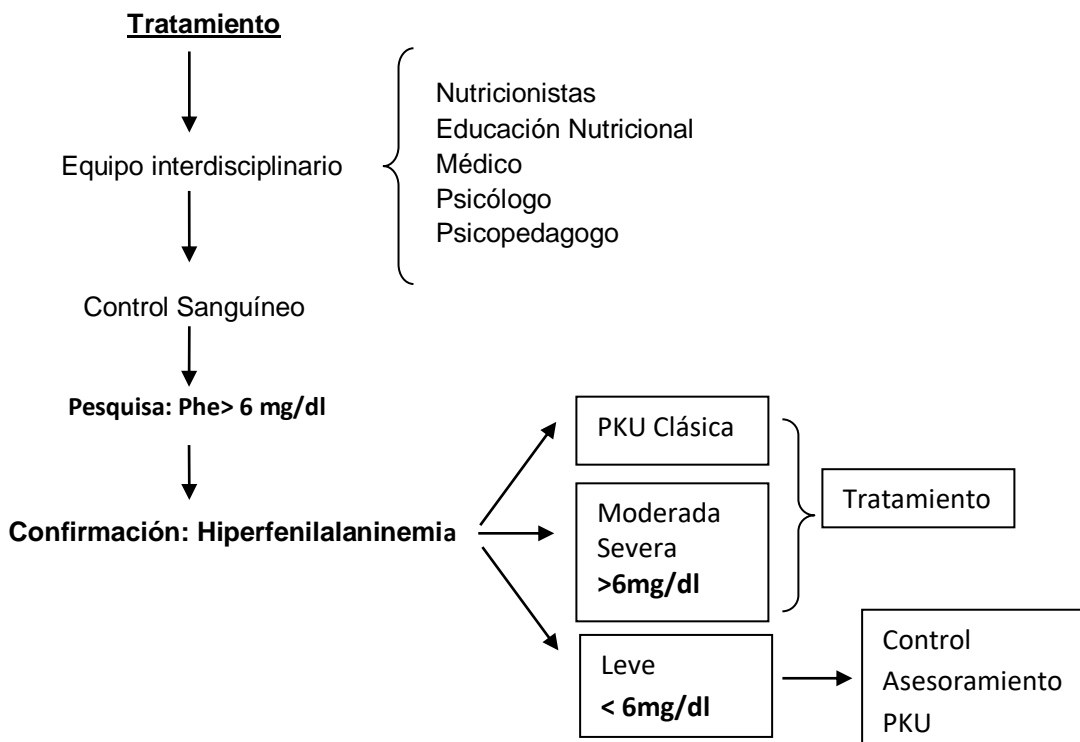 Tratamiento
Equipo interdisciplinario
Nutricionistas
Educación Nutricional
Médico
Psicólogo
Psicopedagogo
Control Sanguíneo
Pesquisa: Phe> 6 mg/dl
Confirmación: Hiperfenilalaninemia
PKU Clásica
Moderada
Severa
>6mg/dl
Tratamiento
Leve
< 6mg/dl
Control
Asesoramiento
PKU